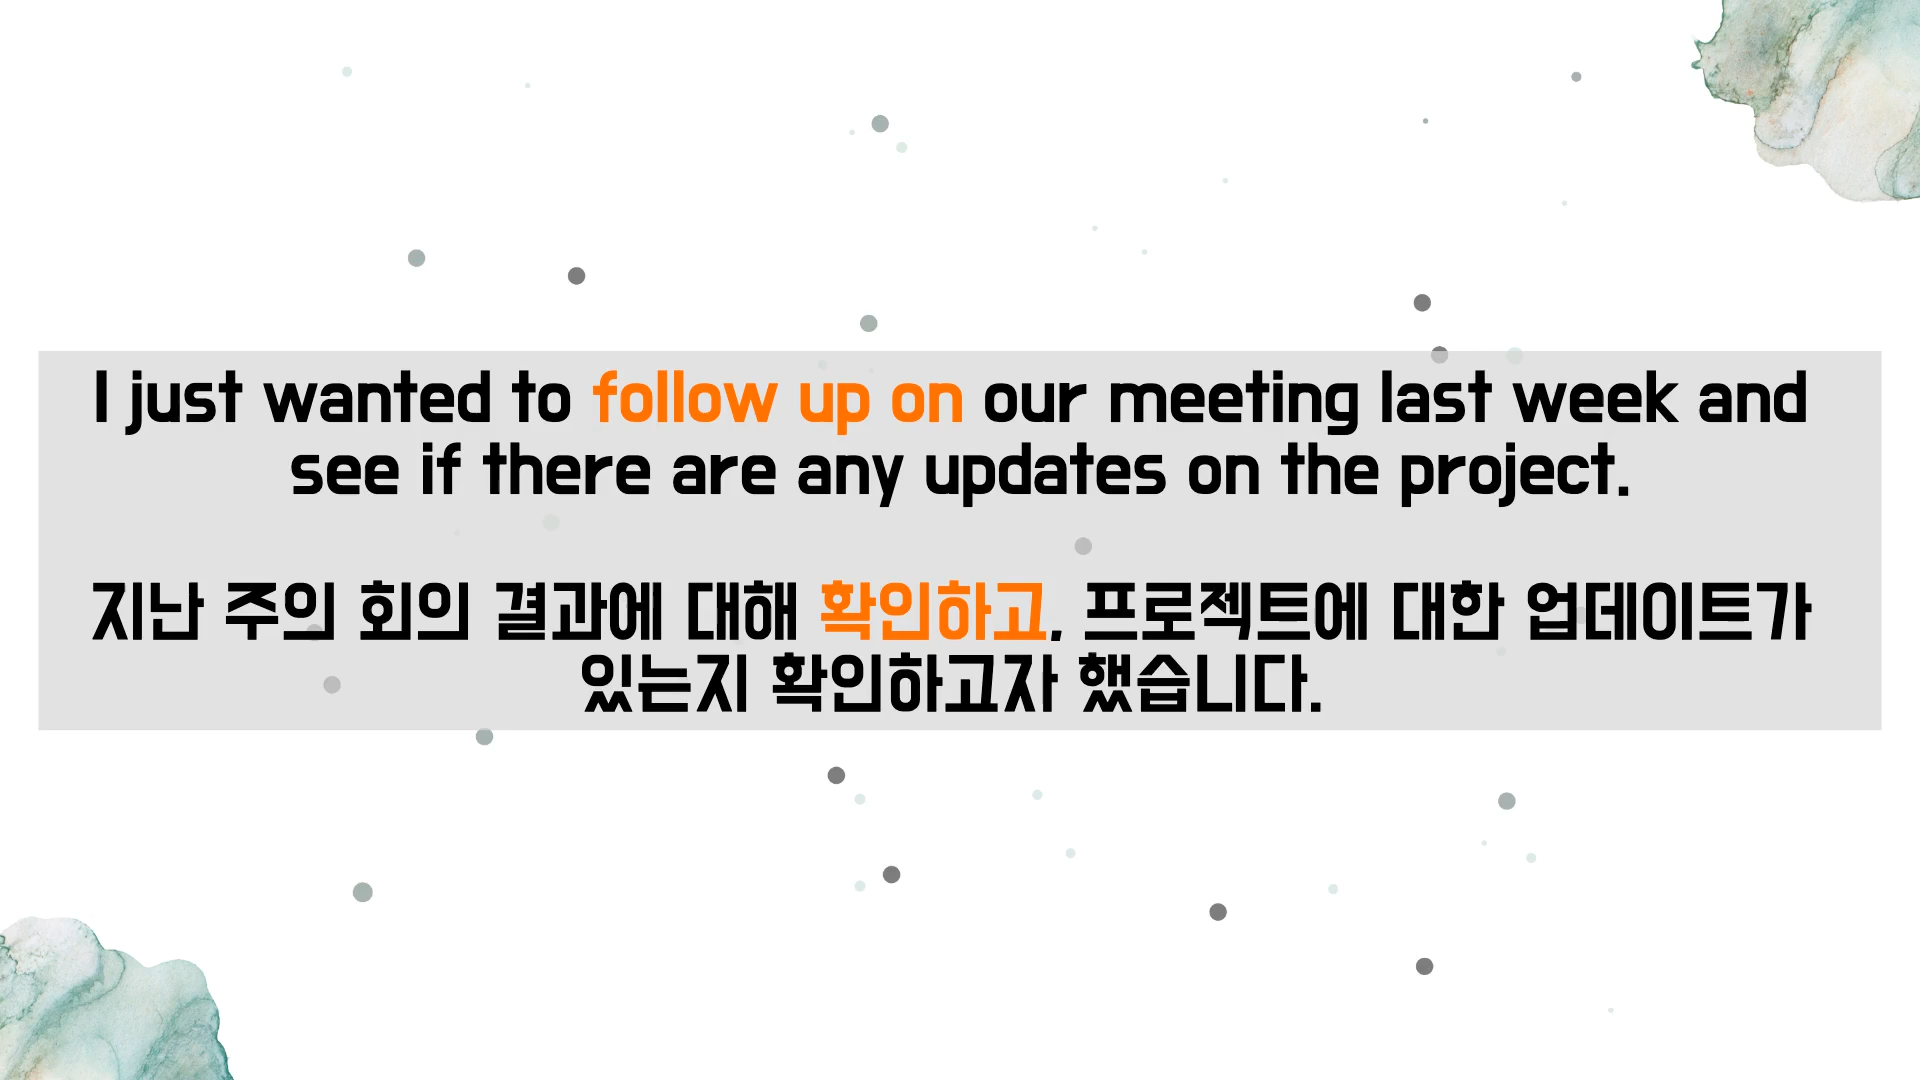 I just wanted to follow up on our meeting last week and
see if there are any updates on the project.
지난 주의 회의 결과에 대해 확인하고, 프로젝트에 대한 업데이트가
있는지 확인하고자 했습니다.